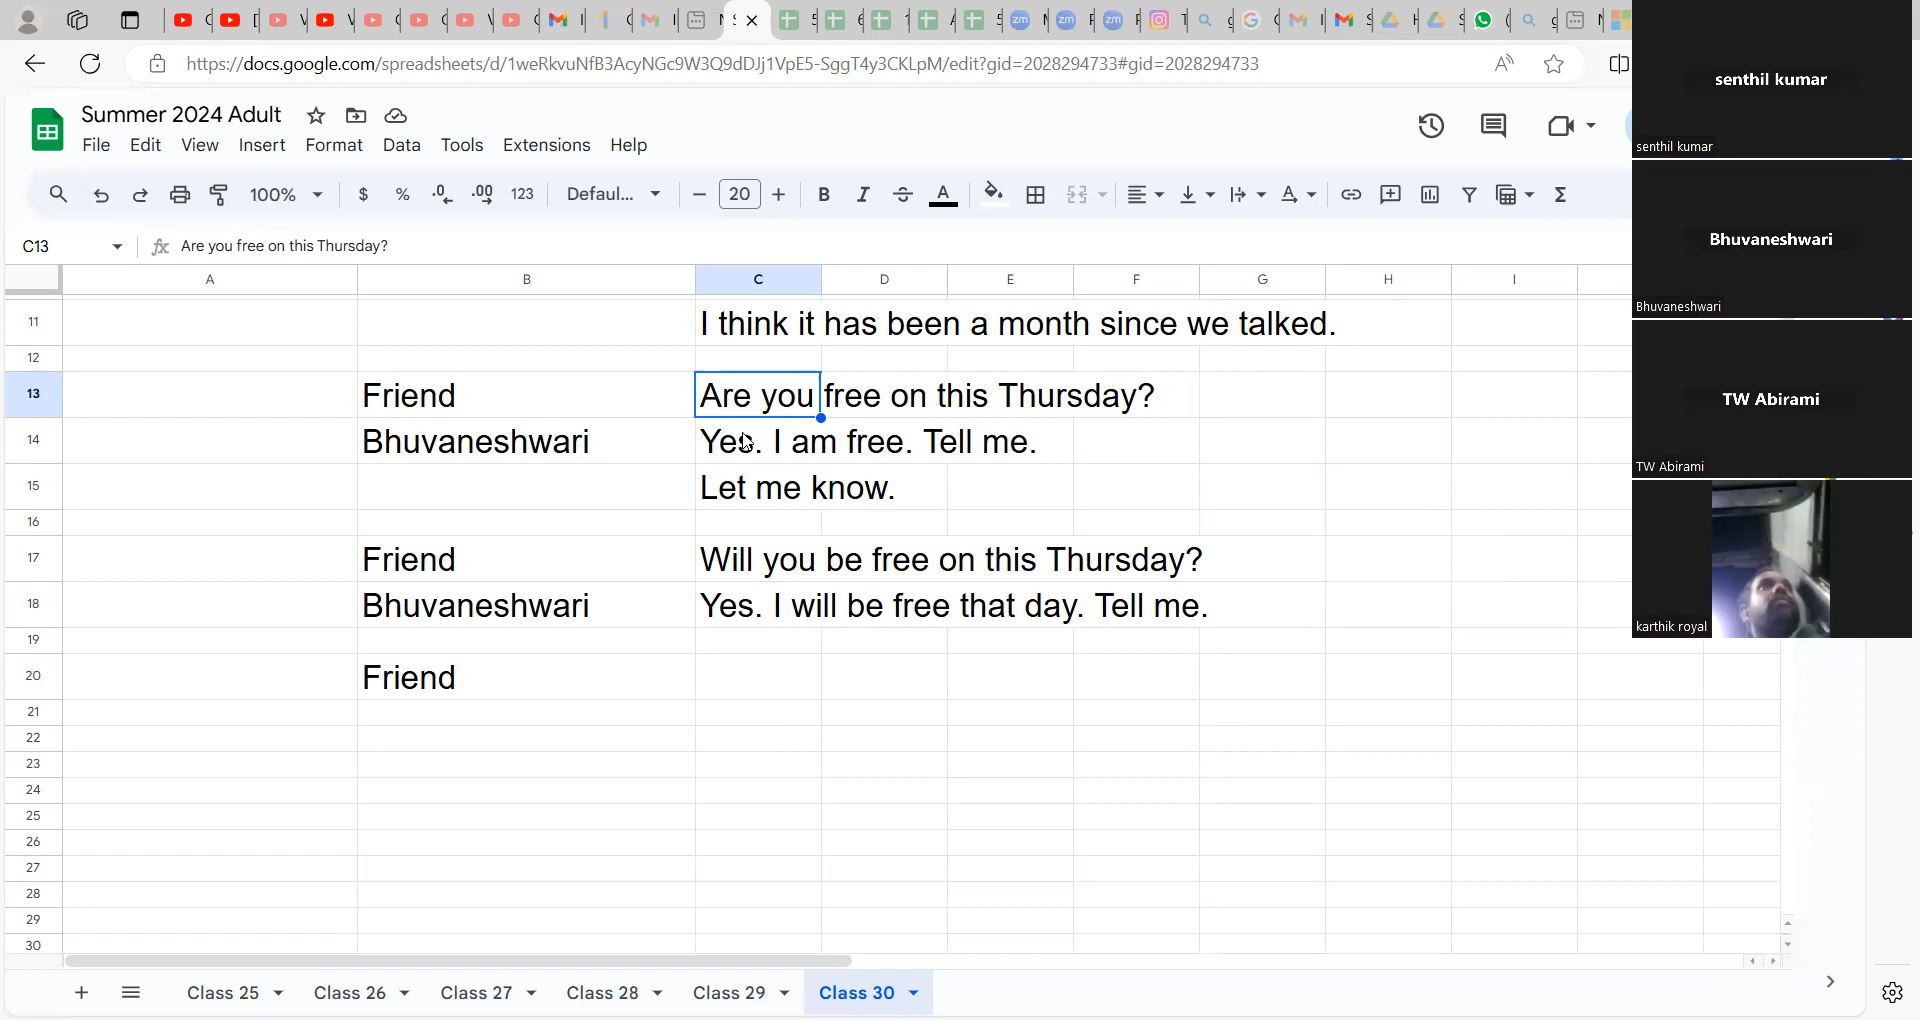 https://docs.google.com/spreadsheets/d/1weRkvuNfB3AcyNGc9W3Q9dDJj1VpE5-SggT4y3CKLpM/edit?gid=2028294733#gid=2028294733
Summer 2024 Adult
File Edit View Insert Format Data Tools Extensions Help
100% $ % .0 .00 123 Defaul... 20 B I A Σ
C13 fx Are you free on this Thursday?
A B C D E F G H I
11 I think it has been a month since we talked.
12
13 Friend Are you free on this Thursday?
14 Bhuvaneshwari Yes. I am free. Tell me.
15 Let me know.
16
17 Friend Will you be free on this Thursday?
18 Bhuvaneshwari Yes. I will be free that day. Tell me.
19
20 Friend
21
22
23
24
25
26
27
28
29
30
Class 25 Class 26 Class 27 Class 28 Class 29 Class 30
senthil kumar
senthil kumar
Bhuvaneshwari
Bhuvaneshwari
TW Abirami
TW Abirami
karthik royal